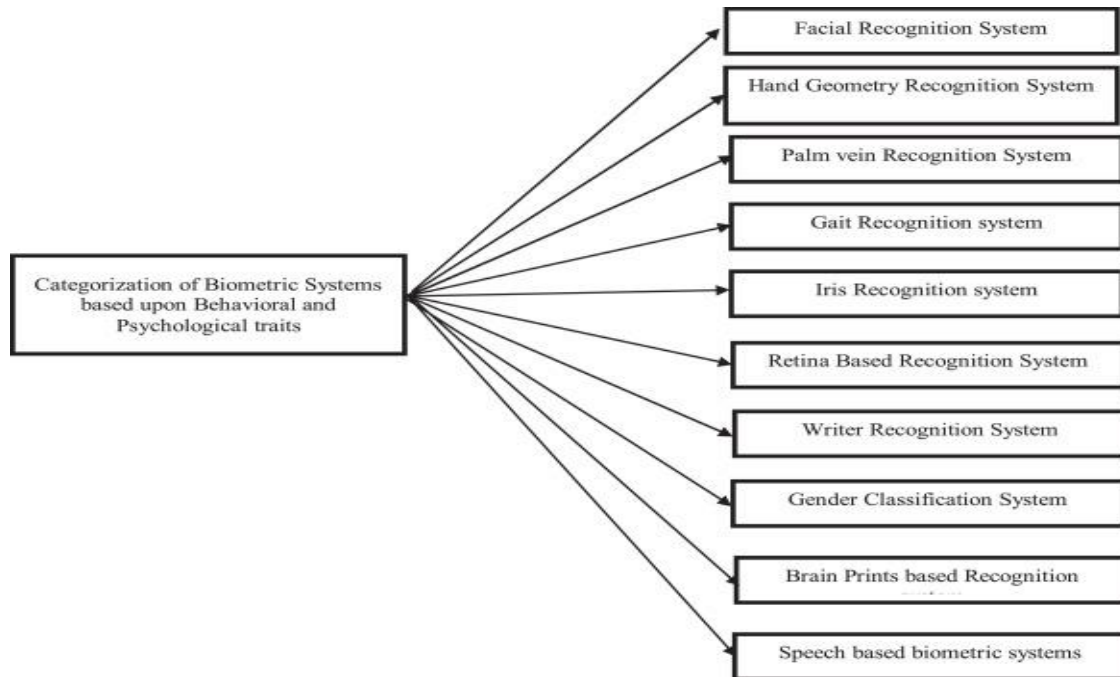 Facial Recognition System
Hand Geometry Recognition System
Palm vein Recognition System
Gait Recognition system
Categorization of Biometric Systems
based upon Behavioral and
Psychological traits
Iris Recognition system
Retina Based Recognition System
Writer Recognition System
Gender Classification System
Brain Prints based Recognition
Speech based biometric systems